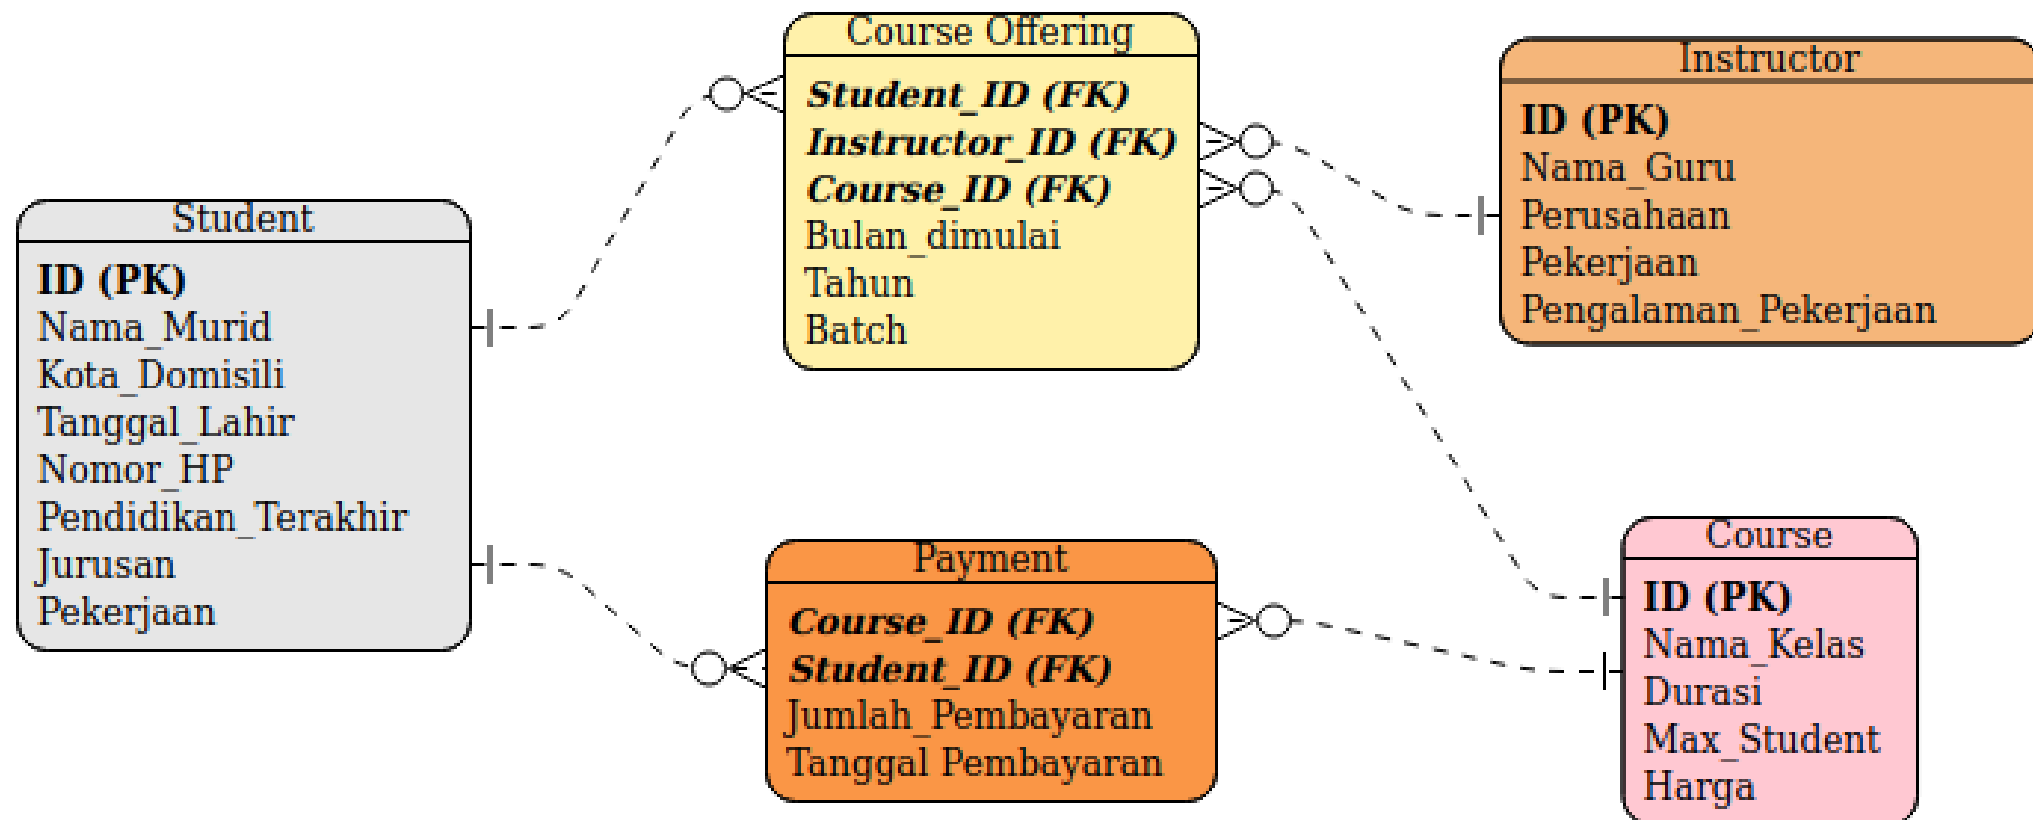 Student
ID (PK)
Nama_Murid
Kota_Domisili
Tanggal_Lahir
Nomor_HP
Pendidikan_Terakhir
Jurusan
Pekerjaan
Course Offering
Student_ID (FK)
Instructor_ID (FK)
Course_ID (FK)
Bulan_dimulai
Tahun
Batch
Payment
Course_ID (FK)
Student_ID (FK)
Jumlah_Pembayaran
Tanggal Pembayaran
Instructor
ID (PK)
Nama_Guru
Perusahaan
Pekerjaan
Pengalaman_Pekerjaan
Course
ID (PK)
Nama_Kelas
Durasi
Max_Student
Harga